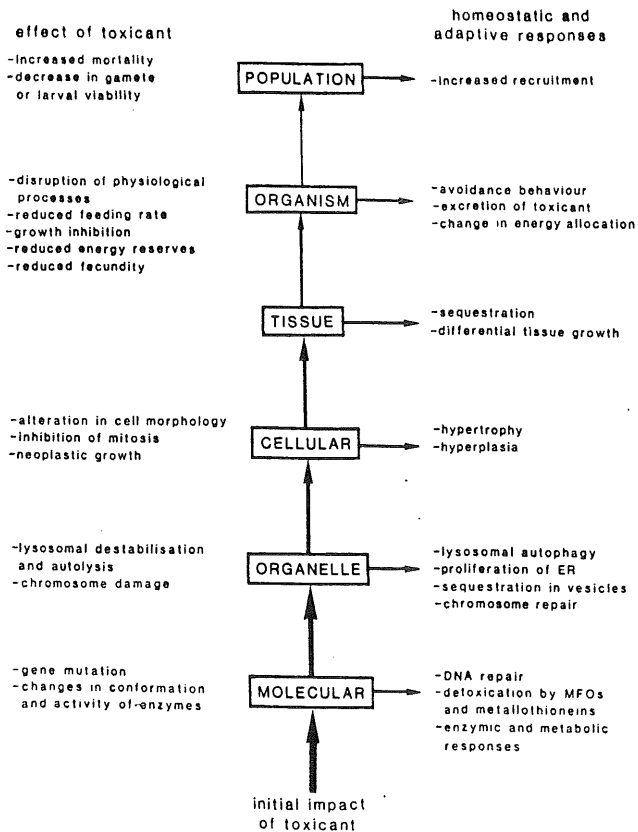 effect of toxicant
homeostatic and
adaptive responses
-increased mortality
-decrease in gamete
or larval viability
POPULATION
-increased recruitment
-disruption of physiological
processes
-reduced feeding rate
-growth inhibition
-reduced energy reserves
-reduced fecundity
ORGANISM
-avoidance behaviour
-excretion of toxicant
-change in energy allocation
TISSUE
-sequestration
-differential tissue growth
-alteration in cell morphology
-inhibition of mitosis
-neoplastic growth
CELLULAR
-hypertrophy
-hyperplasia
-lysosomal destabilisation
and autolysis
-chromosome damage
ORGANELLE
-lysosomal autophagy
-proliferation of ER
-sequestration in vesicles
-chromosome repair
-gene mutation
-changes in conformation
and activity of enzymes
MOLECULAR
-DNA repair
-detoxication by MFOs
and metallothioneins
-enzymic and metabolic
responses
initial impact
of toxicant